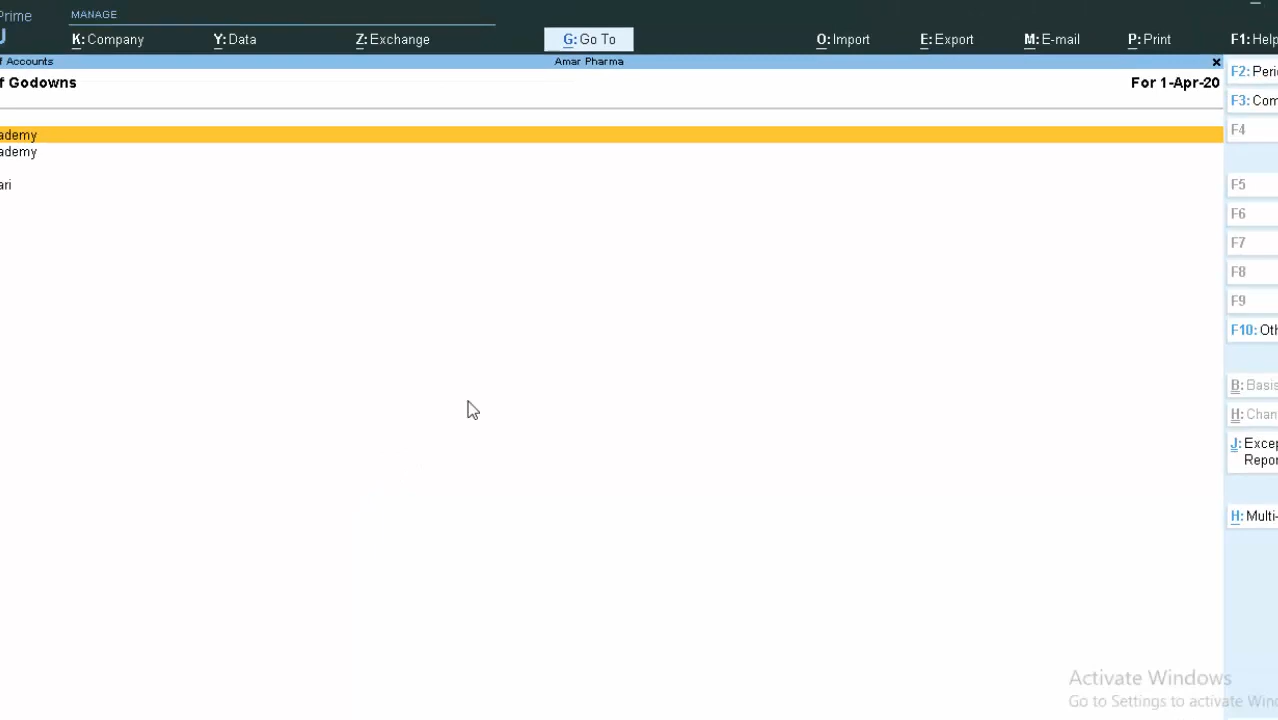 Prime
MANAGE
K: Company
Y: Data
Z: Exchange
G: Go To
O: Import
E: Export
M: E-mail
P: Print
F1: Help
f Accounts
Amar Pharma
f Godowns
For 1-Apr-20
ademy
ademy
ari
F2: Peri
F3: Com
F4
F5
F6
F7
F8
F9
F10: Oth
B: Basis
H: Chan
J: Excep
Repor
H: Multi-
Activate Windows
Go to Settings to activate Win